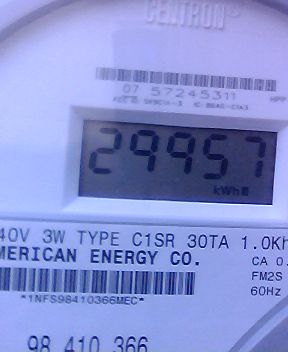 CENTRON®
07 57245311
29957
kWh
40V 3W TYPE C1SR 30TA 1.0Kh
MERICAN ENERGY CO.
CA 0.
FM2S
60Hz
*1NFS98410366MEC*
98 410 366